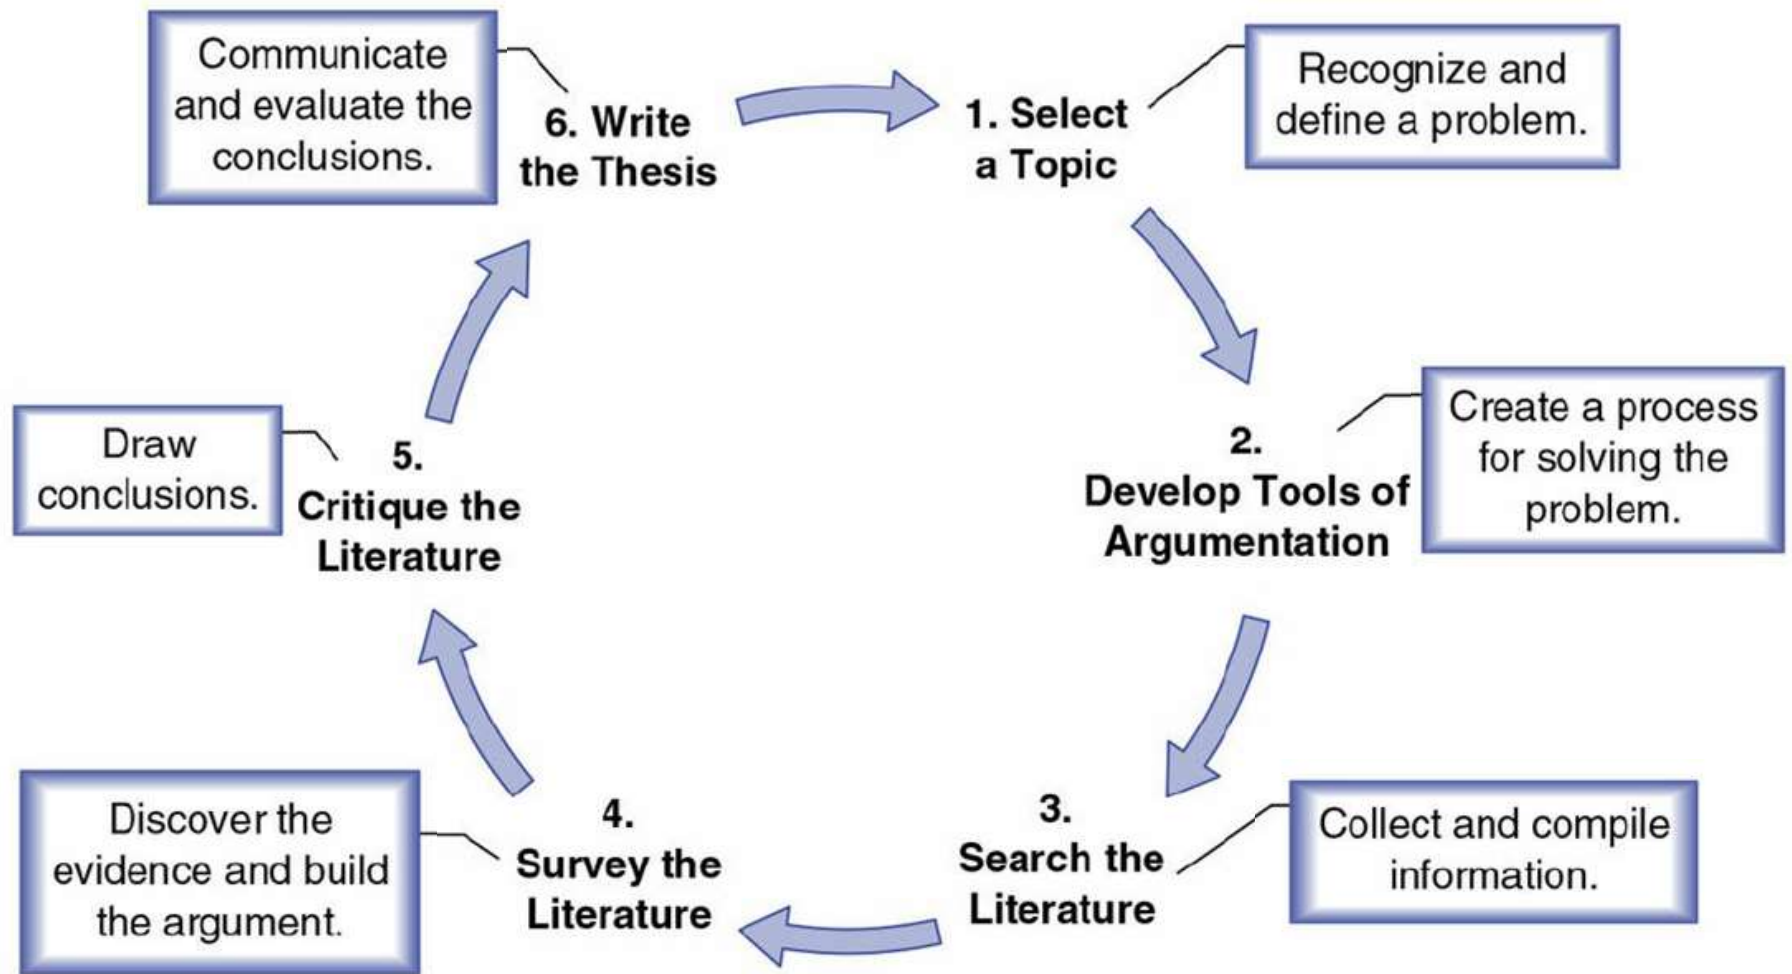 Communicate
and evaluate the
conclusions.
6. Write
the Thesis
1. Select
a Topic
Recognize and
define a problem.
2.
Develop Tools of
Argumentation
Create a process
for solving the
problem.
3.
Search the
Literature
Collect and compile
information.
4.
Survey the
Literature
Discover the
evidence and build
the argument.
5.
Critique the
Literature
Draw
conclusions.